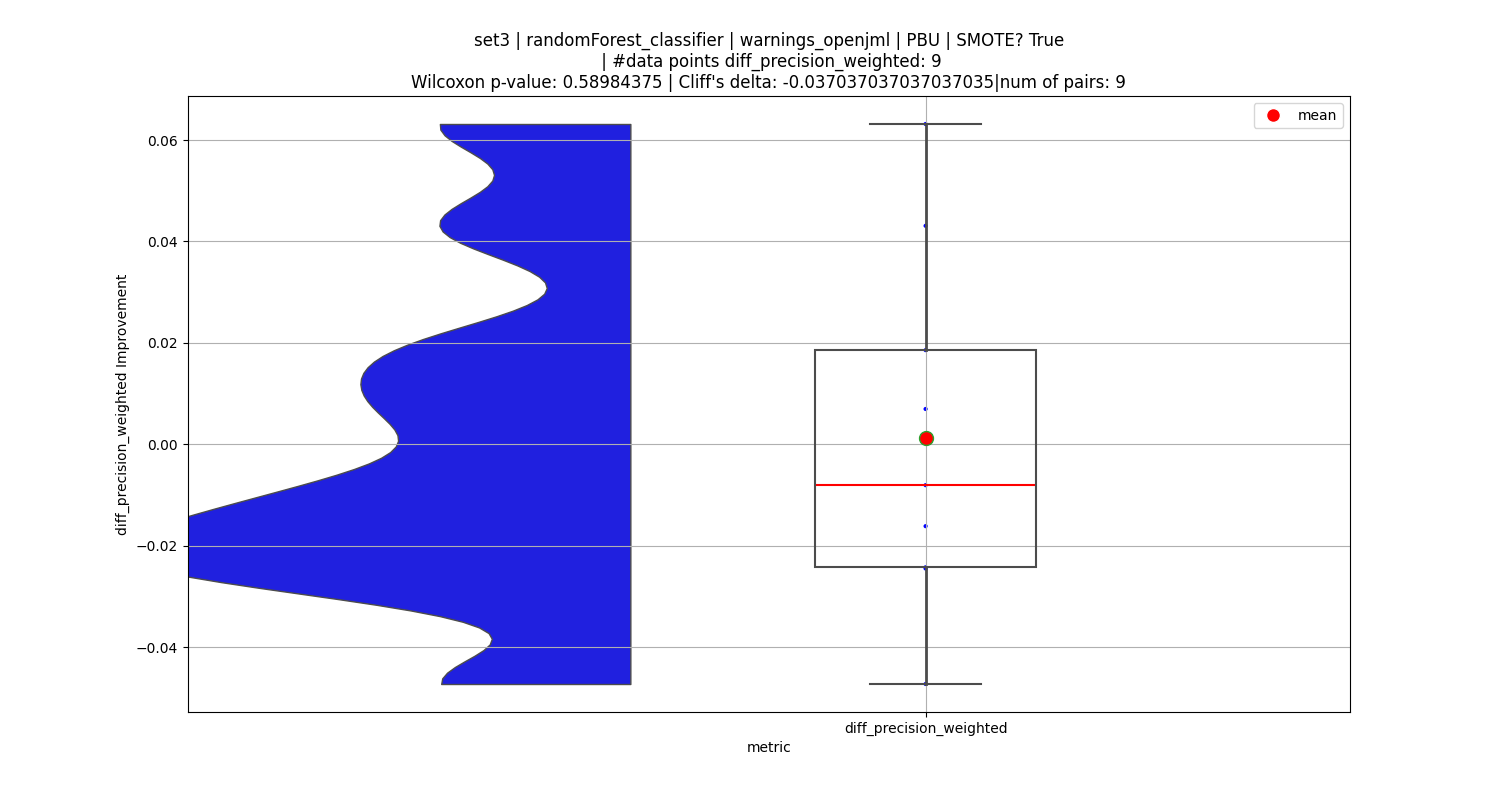 set3 | randomForest_classifier | warnings_openjml | PBU | SMOTE? True
| #data points diff_precision_weighted: 9
Wilcoxon p-value: 0.58984375 | Cliff's delta: -0.037037037037037035|num of pairs: 9
mean
0.06
0.04
0.02
0.00
−0.02
−0.04
diff_precision_weighted Improvement
diff_precision_weighted
metric